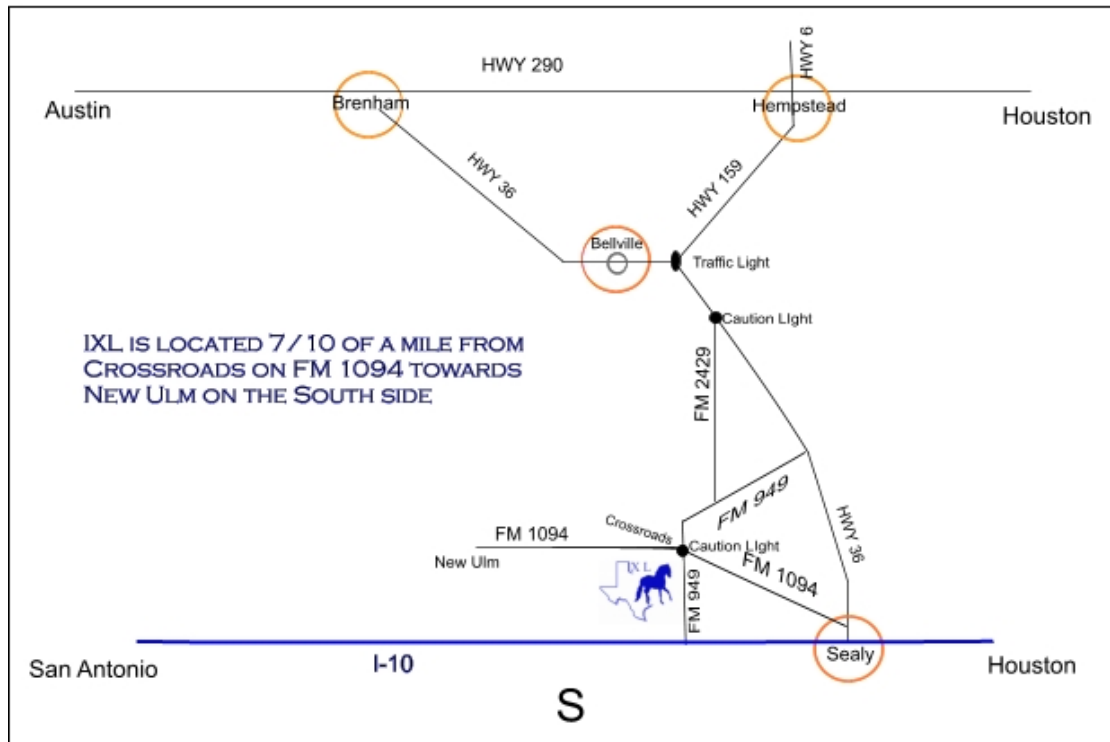 HWY 6
HWY 290
Austin
Brenham
Hempstead
Houston
HWY 36
HWY 159
Bellville
Traffic Light
Caution LIght
IXL IS LOCATED 7/10 OF A MILE FROM
CROSSROADS ON FM 1094 TOWARDS
NEW ULM ON THE SOUTH SIDE
FM 2429
FM 949
HWY 36
Crossroads
FM 1094
Caution LIght
New Ulm
FM 1094
IXL
FM 949
San Antonio
I-10
Sealy
Houston
S